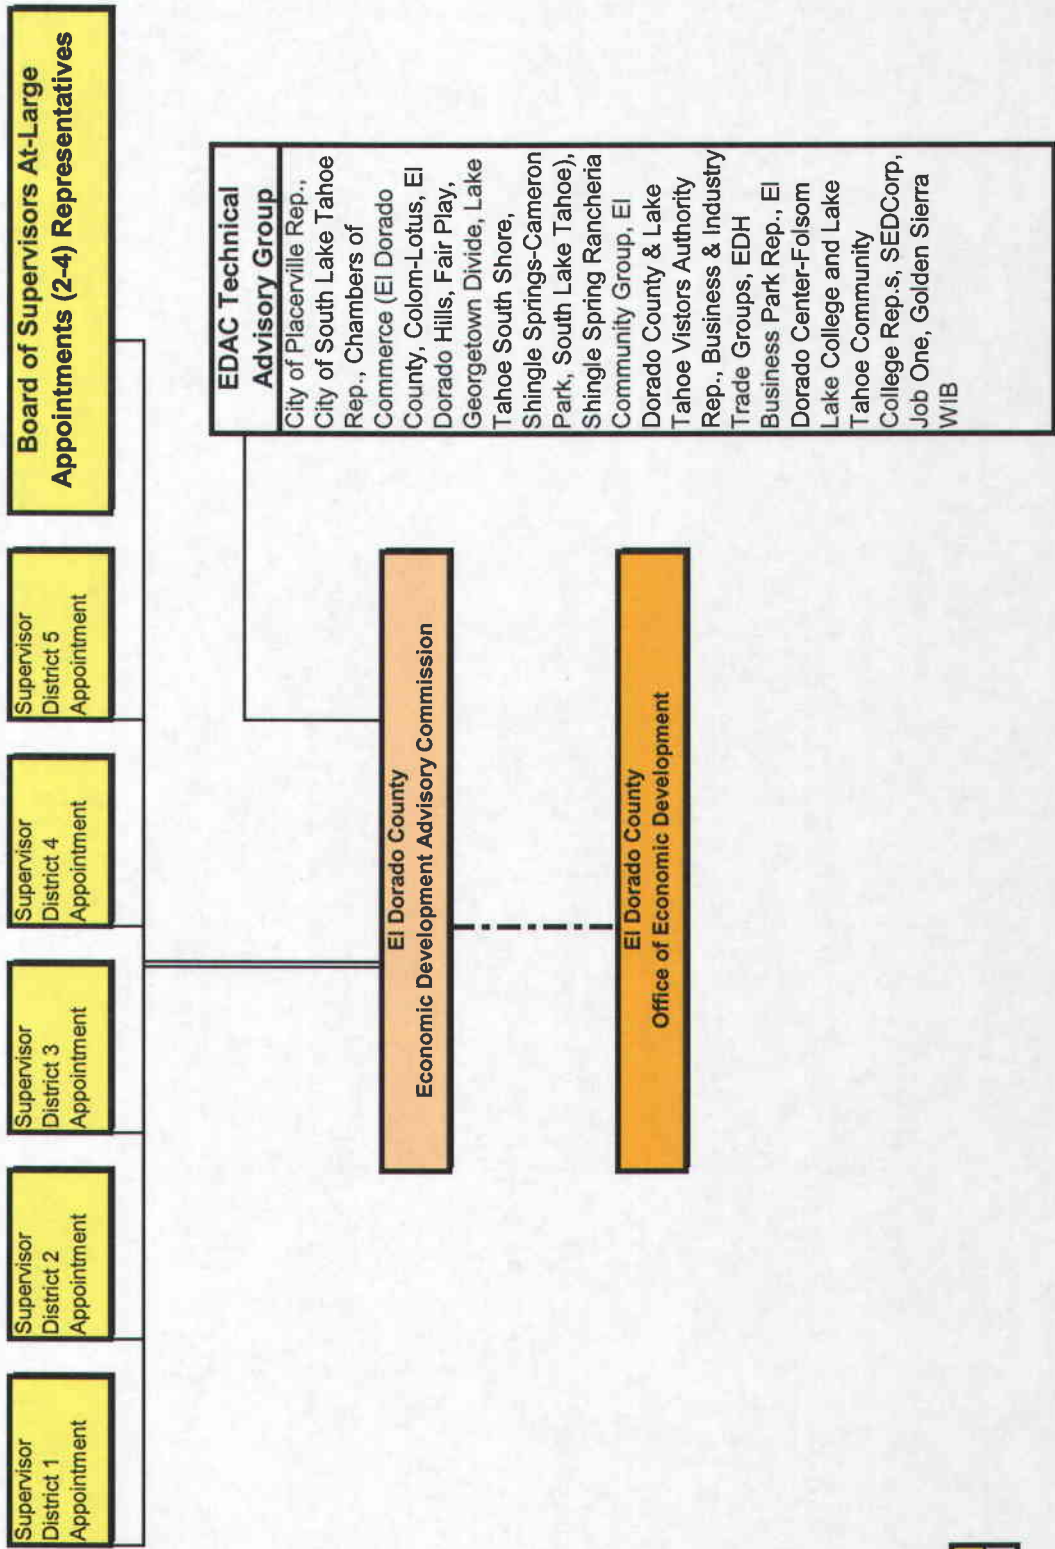 Supervisor
District 1
Appointment
Supervisor
District 2
Appointment
Supervisor
District 3
Appointment
Supervisor
District 4
Appointment
Supervisor
District 5
Appointment
Board of Supervisors At-Large
Appointments (2-4) Representatives
EDAC Technical
Advisory Group
City of Placerville Rep.,
City of South Lake Tahoe
Rep., Chambers of
Commerce (El Dorado
County, Colom-Lotus, El
Dorado Hills, Fair Play,
Georgetown Divide, Lake
Tahoe South Shore,
Shingle Springs-Cameron
Park, South Lake Tahoe),
Shingle Spring Rancheria
Community Group, El
Dorado County & Lake
Tahoe Vistors Authority
Rep., Business & Industry
Trade Groups, EDH
Business Park Rep., El
Dorado Center-Folsom
Lake College and Lake
Tahoe Community
College Rep.s, SEDCorp,
Job One, Golden Sierra
WIB
El Dorado County
Economic Development Advisory Commission
El Dorado County
Office of Economic Development